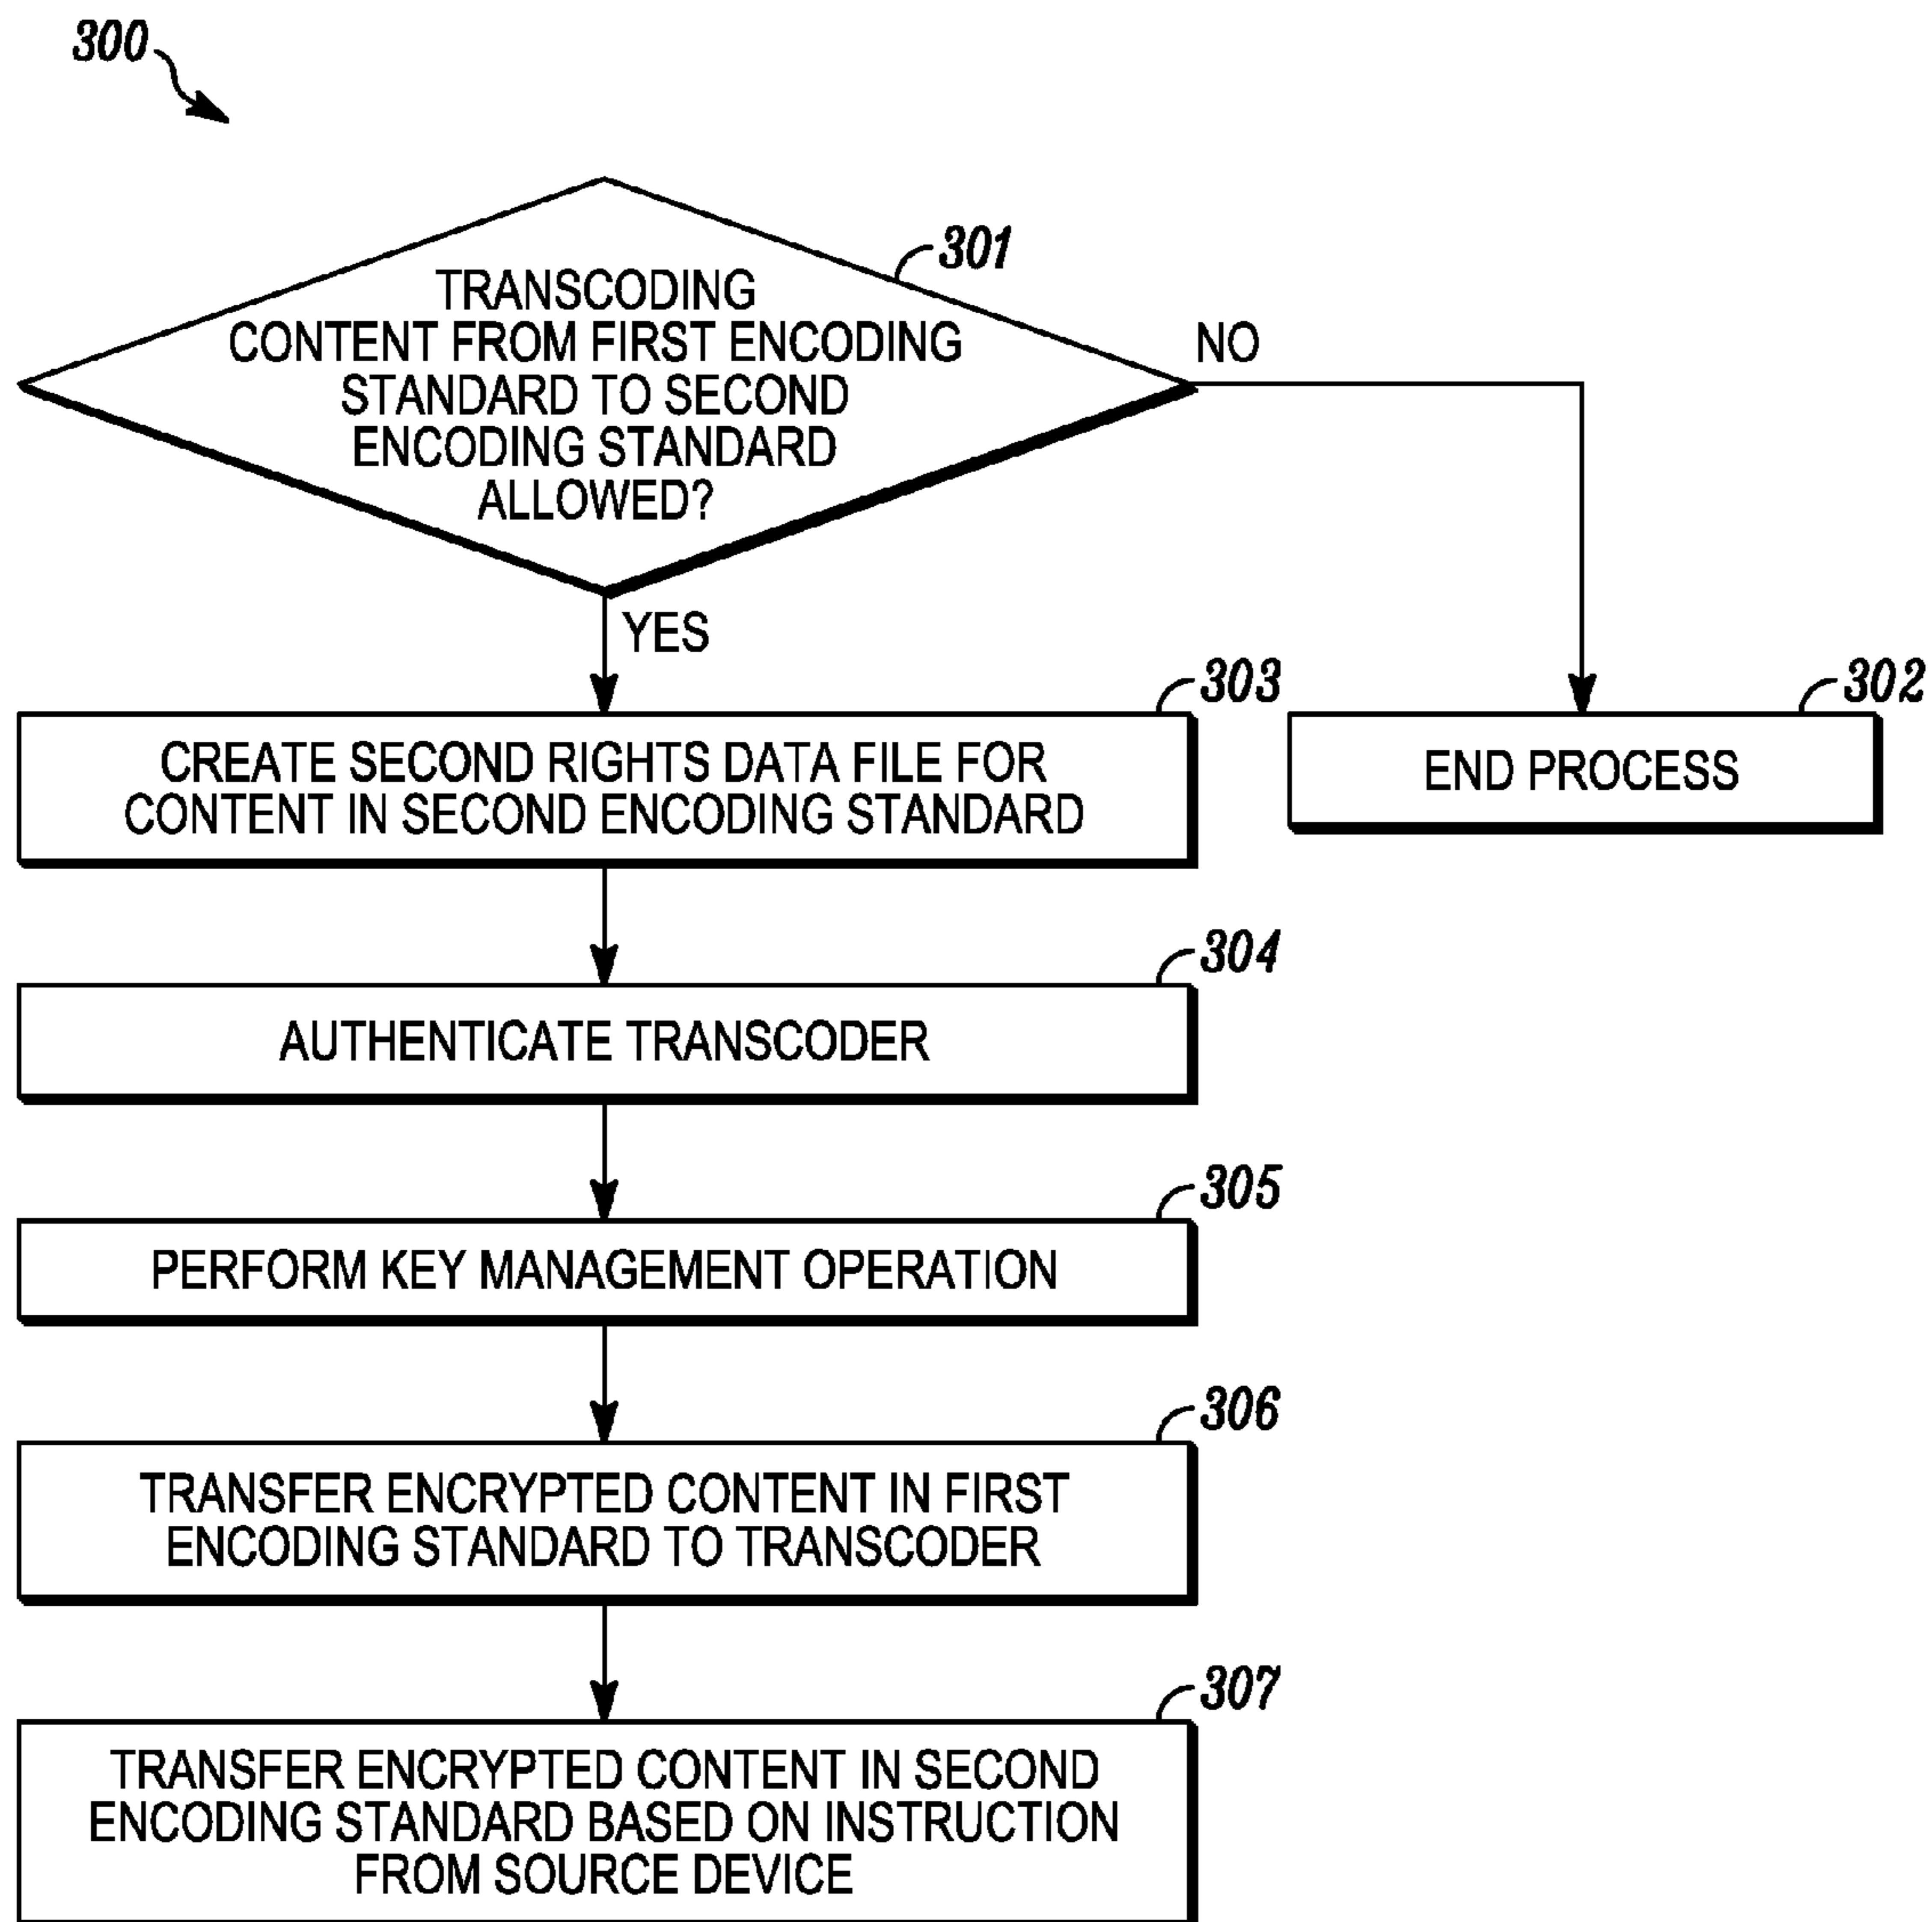 300
301
TRANSCODING
CONTENT FROM FIRST ENCODING
STANDARD TO SECOND
ENCODING STANDARD
ALLOWED?
NO
YES
303
CREATE SECOND RIGHTS DATA FILE FOR
CONTENT IN SECOND ENCODING STANDARD
302
END PROCESS
304
AUTHENTICATE TRANSCODER
305
PERFORM KEY MANAGEMENT OPERATION
306
TRANSFER ENCRYPTED CONTENT IN FIRST
ENCODING STANDARD TO TRANSCODER
307
TRANSFER ENCRYPTED CONTENT IN SECOND
ENCODING STANDARD BASED ON INSTRUCTION
FROM SOURCE DEVICE